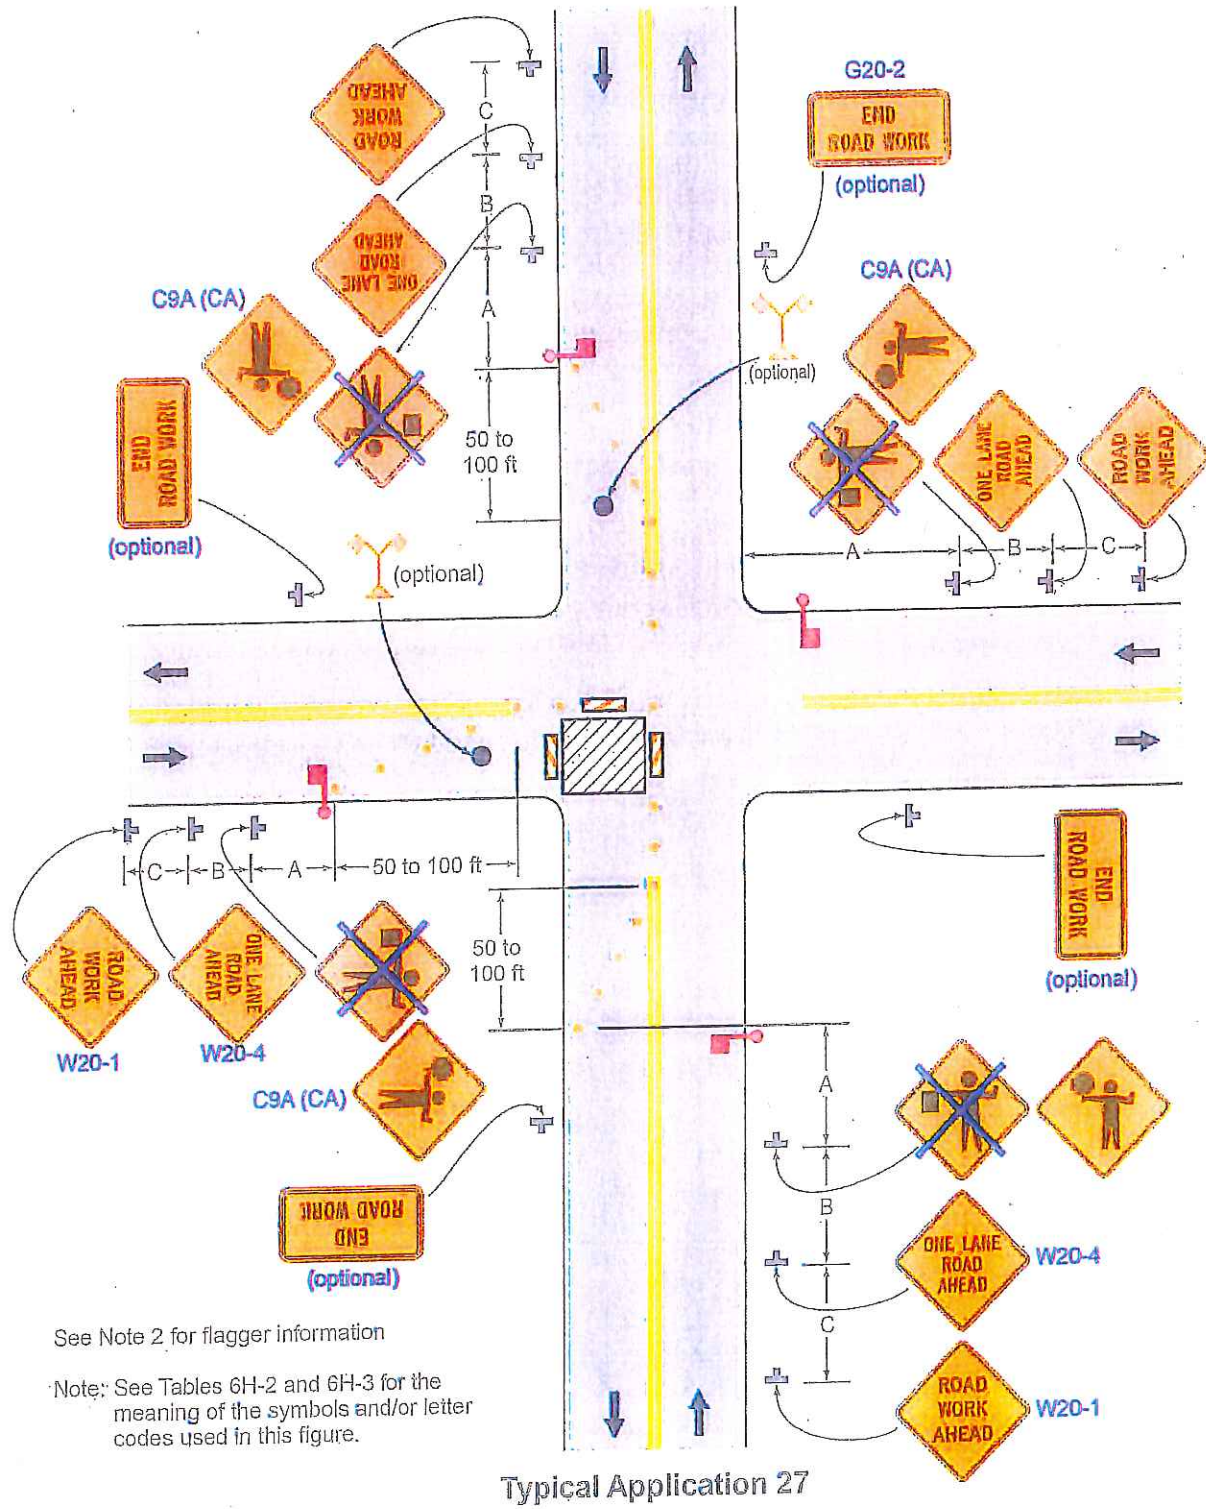 ROAD
WORK
AHEAD
C
G20-2
END
ROAD WORK
(optional)
B
ONE LANE
ROAD
AHEAD
C9A (CA)
A
C9A (CA)
(optional)
END
ROAD WORK
(optional)
50 to
100 ft
ONE LANE
ROAD
AHEAD
ROAD
WORK
AHEAD
(optional)
A
B
C
C
B
A
50 to 100 ft
ROAD
WORK
AHEAD
W20-1
ONE LANE
ROAD
AHEAD
W20-4
C9A (CA)
50 to
100 ft
END
ROAD WORK
(optional)
A
END
ROAD WORK
(optional)
B
ONE LANE
ROAD
AHEAD
W20-4
C
ROAD
WORK
AHEAD
W20-1
See Note 2 for flagger information
Note: See Tables 6H-2 and 6H-3 for the
meaning of the symbols and/or letter
codes used in this figure.
Typical Application 27